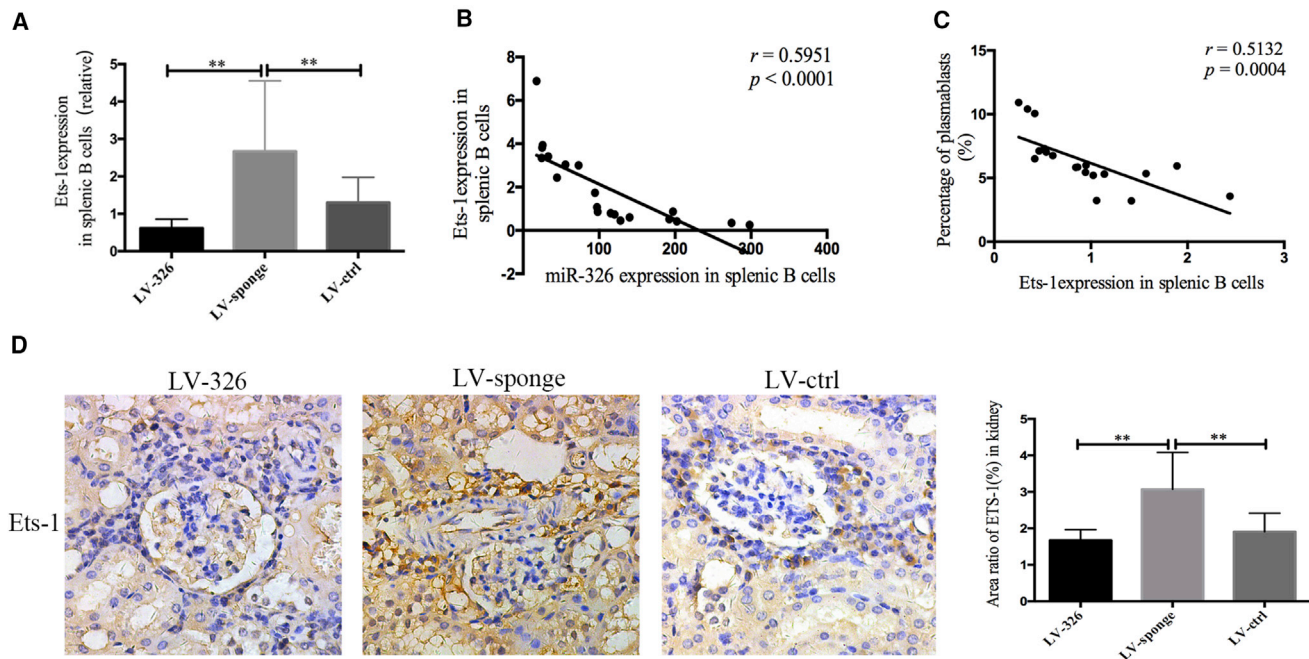 A
Ets-1expression
in splenic B cells (relative)
5
4
3
2
1
0
** **
LV-326
LV-sponge
LV-ctrl
B
r = 0.5951
p < 0.0001
Ets-1expression in
splenic B cells
8
6
4
2
0
-2
100 200 300 400
miR-326 expression in splenic B cells
C
r = 0.5132
p = 0.0004
Percentage of plasmablasts
(%)
15
10
5
0
0 1 2 3
Ets-1expression in splenic B cells
D
LV-326 LV-sponge LV-ctrl
Ets-1
Area ratio of ETS-1(%) in kidney
5
4
3
2
1
0
** **
LV-326
LV-sponge
LV-ctrl